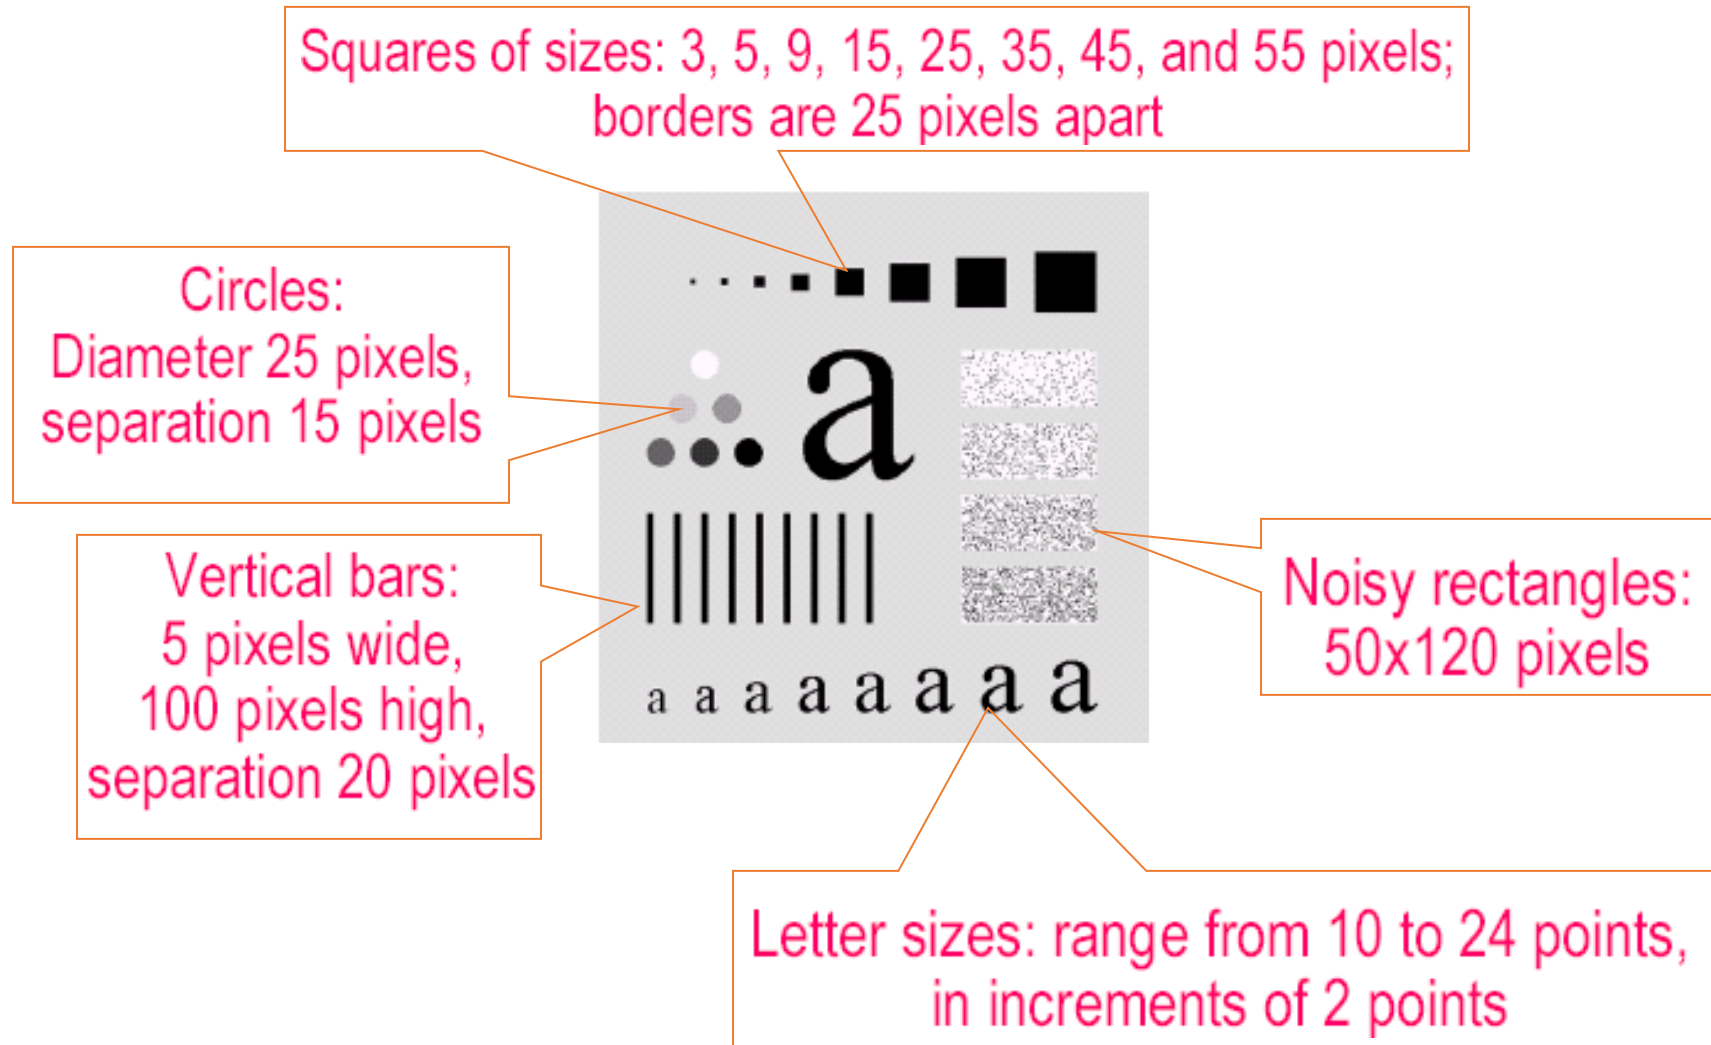 Squares of sizes: 3, 5, 9, 15, 25, 35, 45, and 55 pixels;
borders are 25 pixels apart
Circles:
Diameter 25 pixels,
separation 15 pixels
a
Vertical bars:
5 pixels wide,
100 pixels high,
separation 20 pixels
Noisy rectangles:
50x120 pixels
a a a a a a a a
Letter sizes: range from 10 to 24 points,
in increments of 2 points